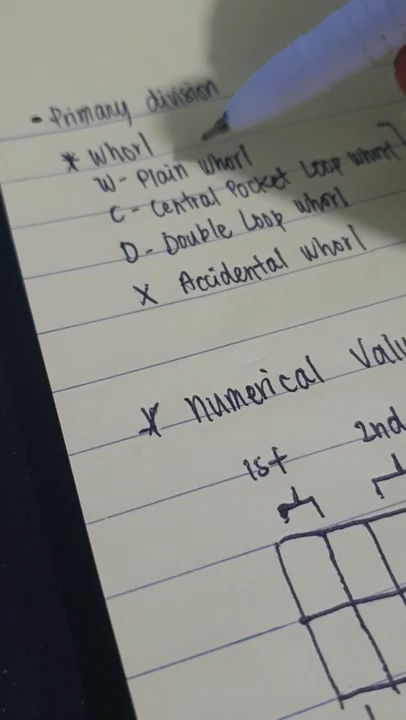 - Primary division
* Whorl
W - Plain whorl
C - Central Pocket Loop whorl
D - Double Loop whorl
X Accidental whorl
X Numerical Valu
1st 2nd